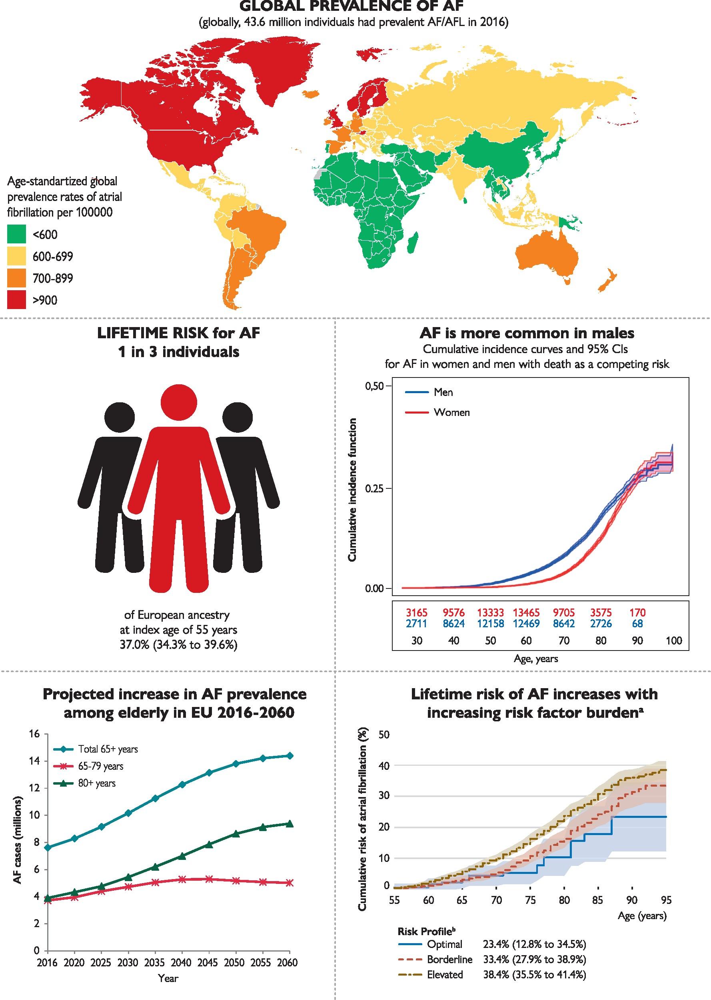 GLOBAL PREVALENCE OF AF
(globally, 43.6 million individuals had prevalent AF/AFL in 2016)
Age-standartized global
prevalence rates of atrial
fibrillation per 100000
<600
600-699
700-899
>900
LIFETIME RISK for AF
1 in 3 individuals
of European ancestry
at index age of 55 years
37.0% (34.3% to 39.6%)
AF is more common in males
Cumulative incidence curves and 95% CIs
for AF in women and men with death as a competing risk
Cumulative incidence function
0,50
0.25
0.00
Men
Women
3165 9576 13333 13465 9705 3575 170
2711 8624 12158 12469 8642 2726 68
30 40 50 60 70 80 90 100
Age, years
Projected increase in AF prevalence
among elderly in EU 2016-2060
AF cases (millions)
16
14
12
10
8
6
4
2
0
Total 65+ years
65-79 years
80+ years
2016 2020 2025 2030 2035 2040 2045 2050 2055 2060
Year
Lifetime risk of AF increases with
increasing risk factor burdenᵃ
Cumulative risk of atrial fibrillation (%)
50
40
30
20
10
0
55 60 65 70 75 80 85 90 95
Age (years)
Risk Profileᵇ
Optimal 23.4% (12.8% to 34.5%)
Borderline 33.4% (27.9% to 38.9%)
Elevated 38.4% (35.5% to 41.4%)